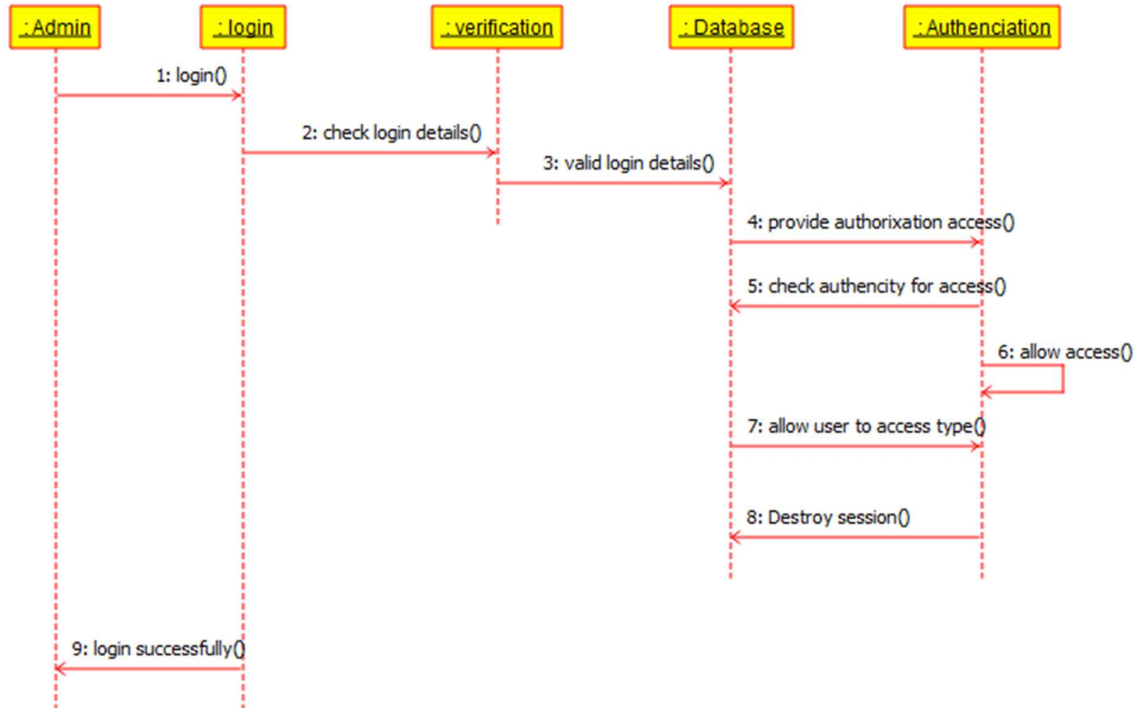 : Admin
: login
: verification
: Database
: Authenciation
1: login()
2: check login details()
3: valid login details()
4: provide authorixation access()
5: check authencity for access()
6: allow access()
7: allow user to access type()
8: Destroy session()
9: login successfully()